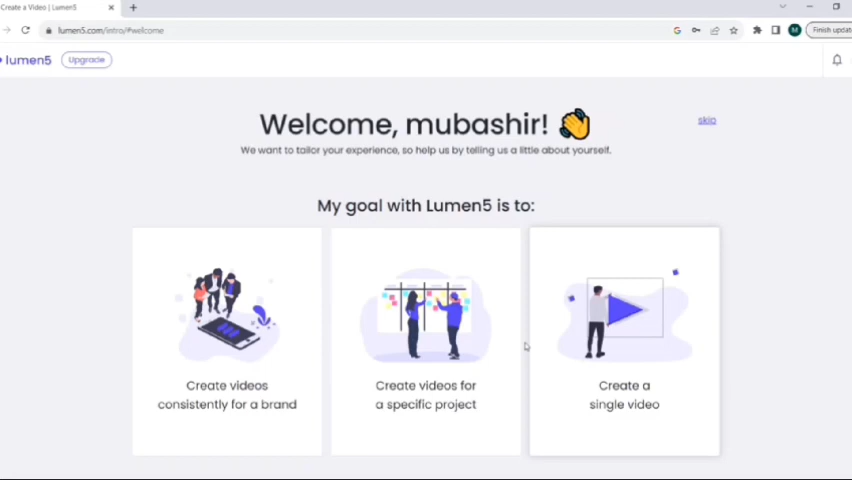 Create a Video | Lumen5
lumen5.com/intro/#welcome
M
Finish updat
lumen5
Upgrade
Welcome, mubashir! 👋
skip
We want to tailor your experience, so help us by telling us a little about yourself.
My goal with Lumen5 is to:
Create videos
consistently for a brand
Create videos for
a specific project
Create a
single video